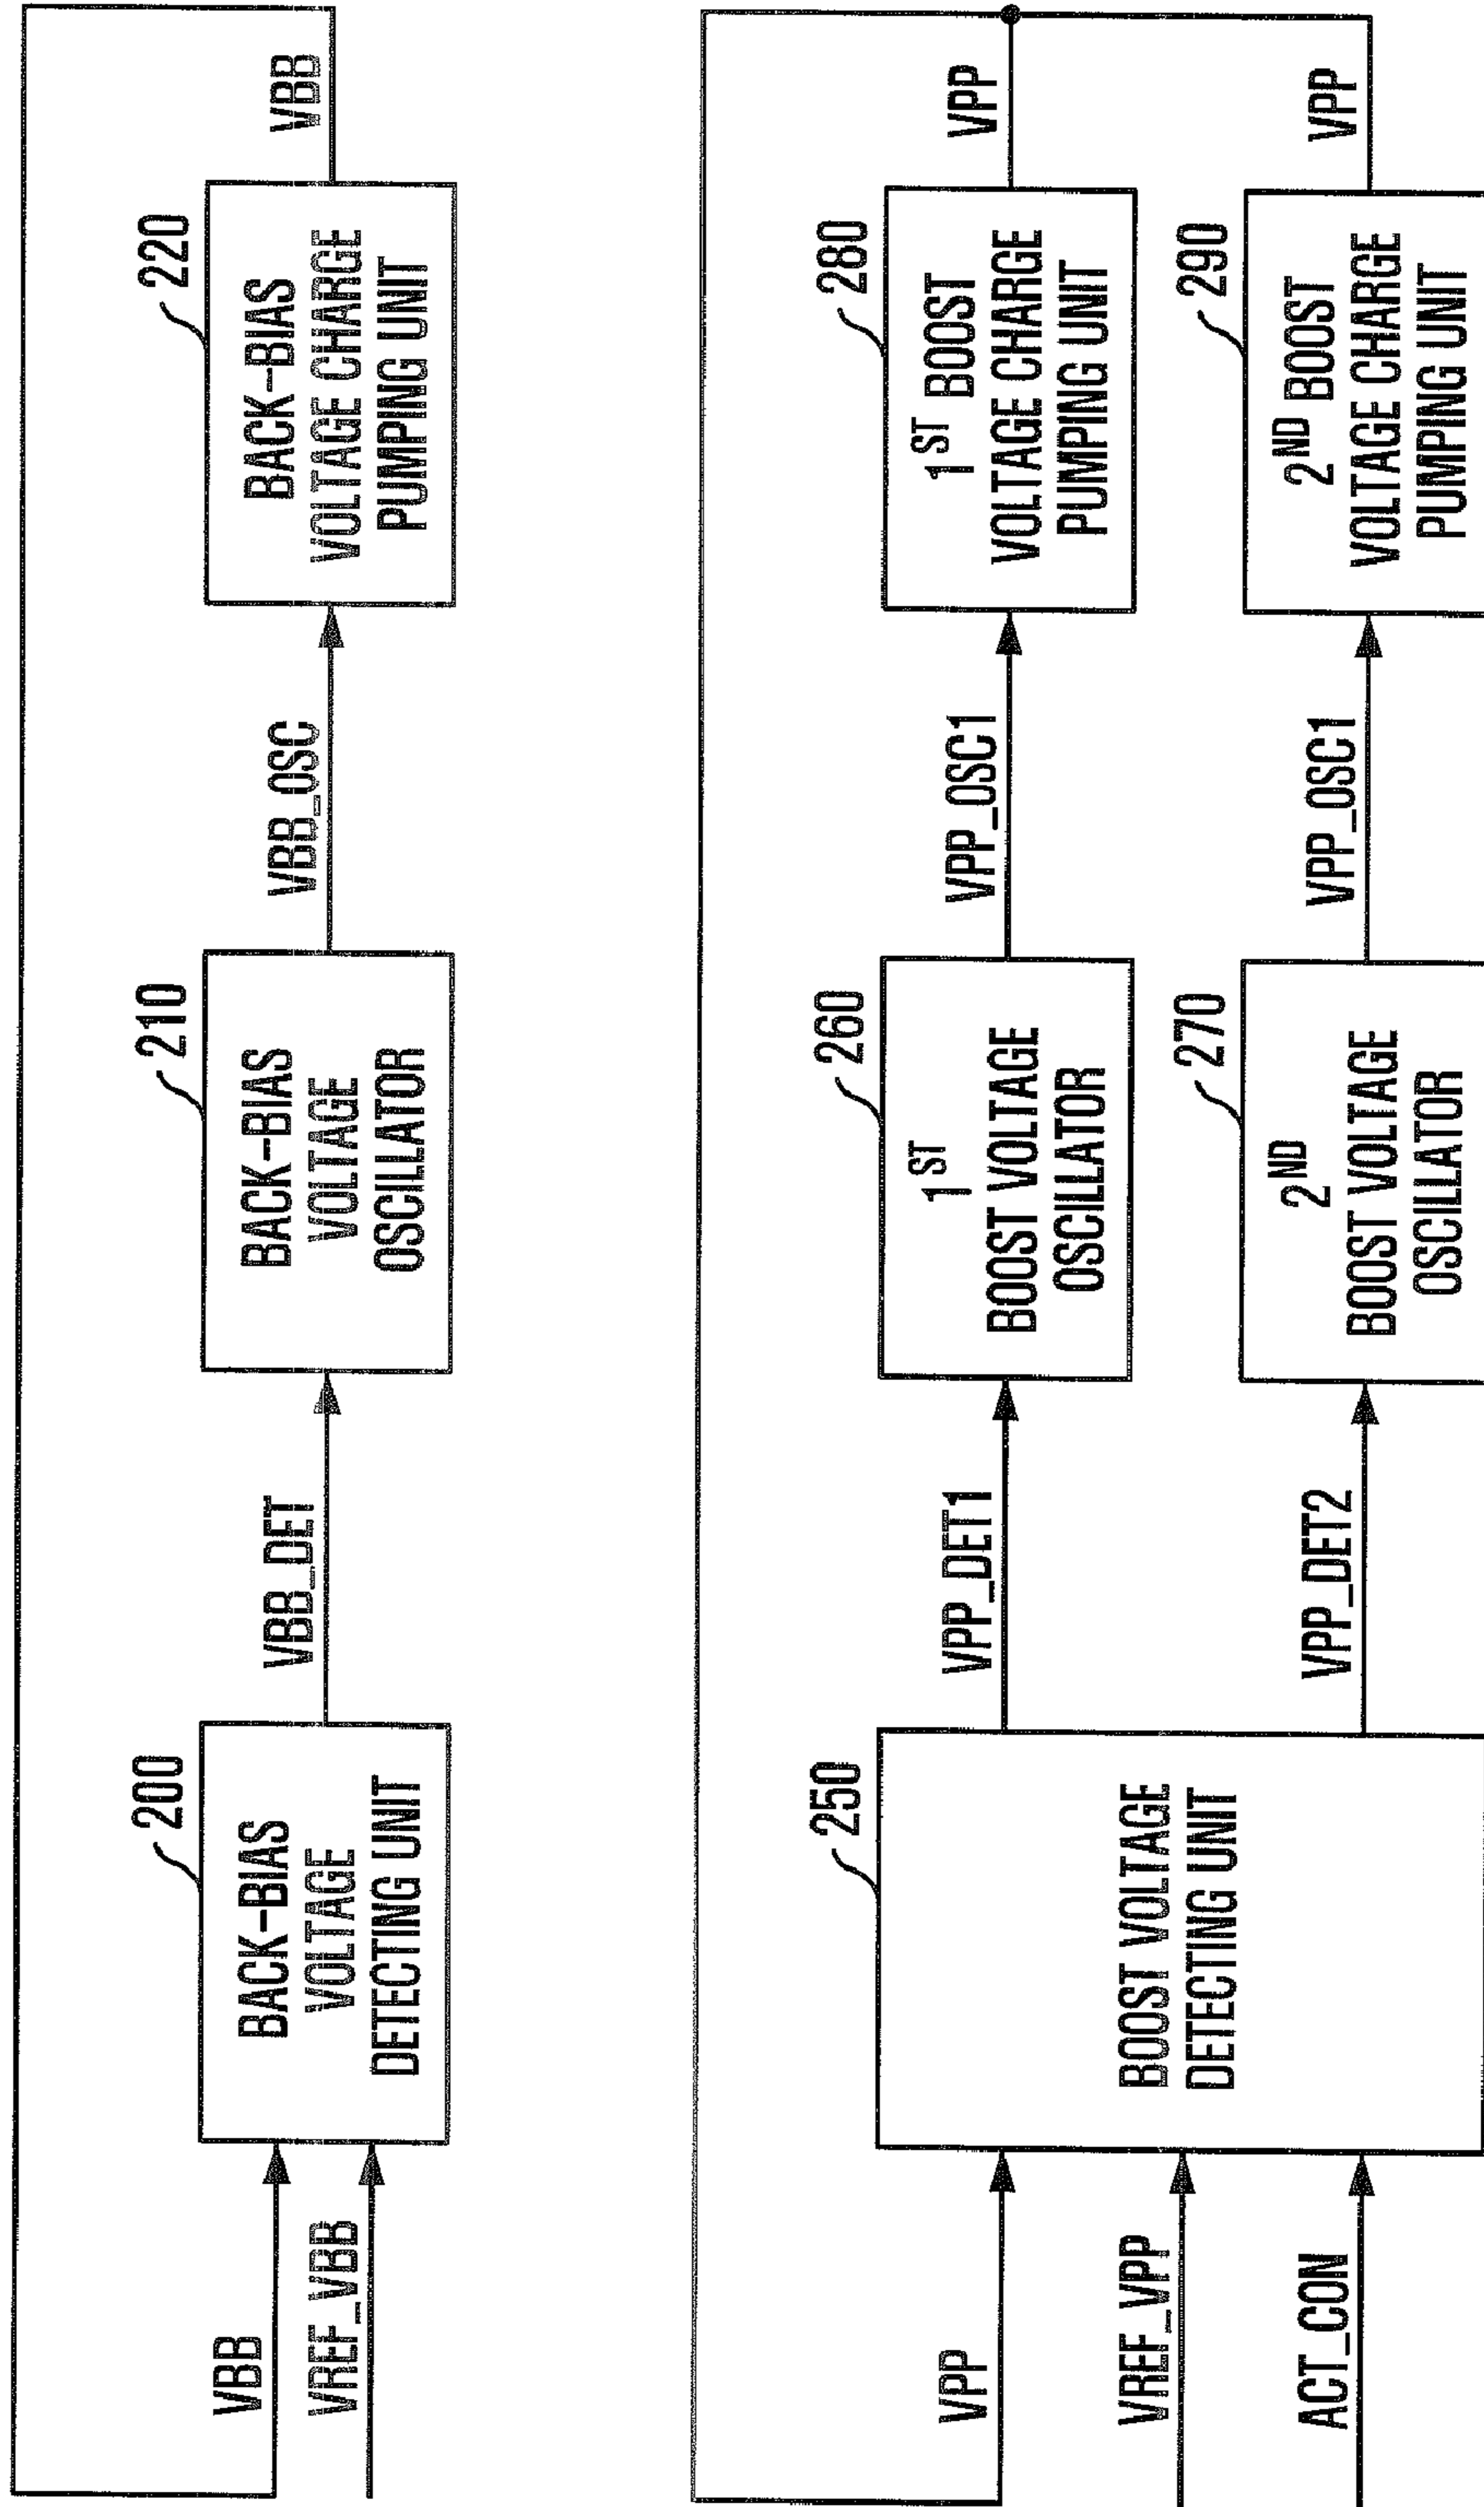 VBB
VREF_VBB
200
BACK-BIAS
VOLTAGE
DETECTING UNIT
VBB_DET
210
BACK-BIAS
VOLTAGE
OSCILLATOR
VBB_OSC
220
BACK-BIAS
VOLTAGE CHARGE
PUMPING UNIT
VBB
VPP
VREF_VPP
ACT_CON
250
BOOST VOLTAGE
DETECTING UNIT
VPP_DET1
260
1ST
BOOST VOLTAGE
OSCILLATOR
VPP_OSC1
280
1ST BOOST
VOLTAGE CHARGE
PUMPING UNIT
VPP
VPP_DET2
270
2ND
BOOST VOLTAGE
OSCILLATOR
VPP_OSC1
290
2ND BOOST
VOLTAGE CHARGE
PUMPING UNIT
VPP